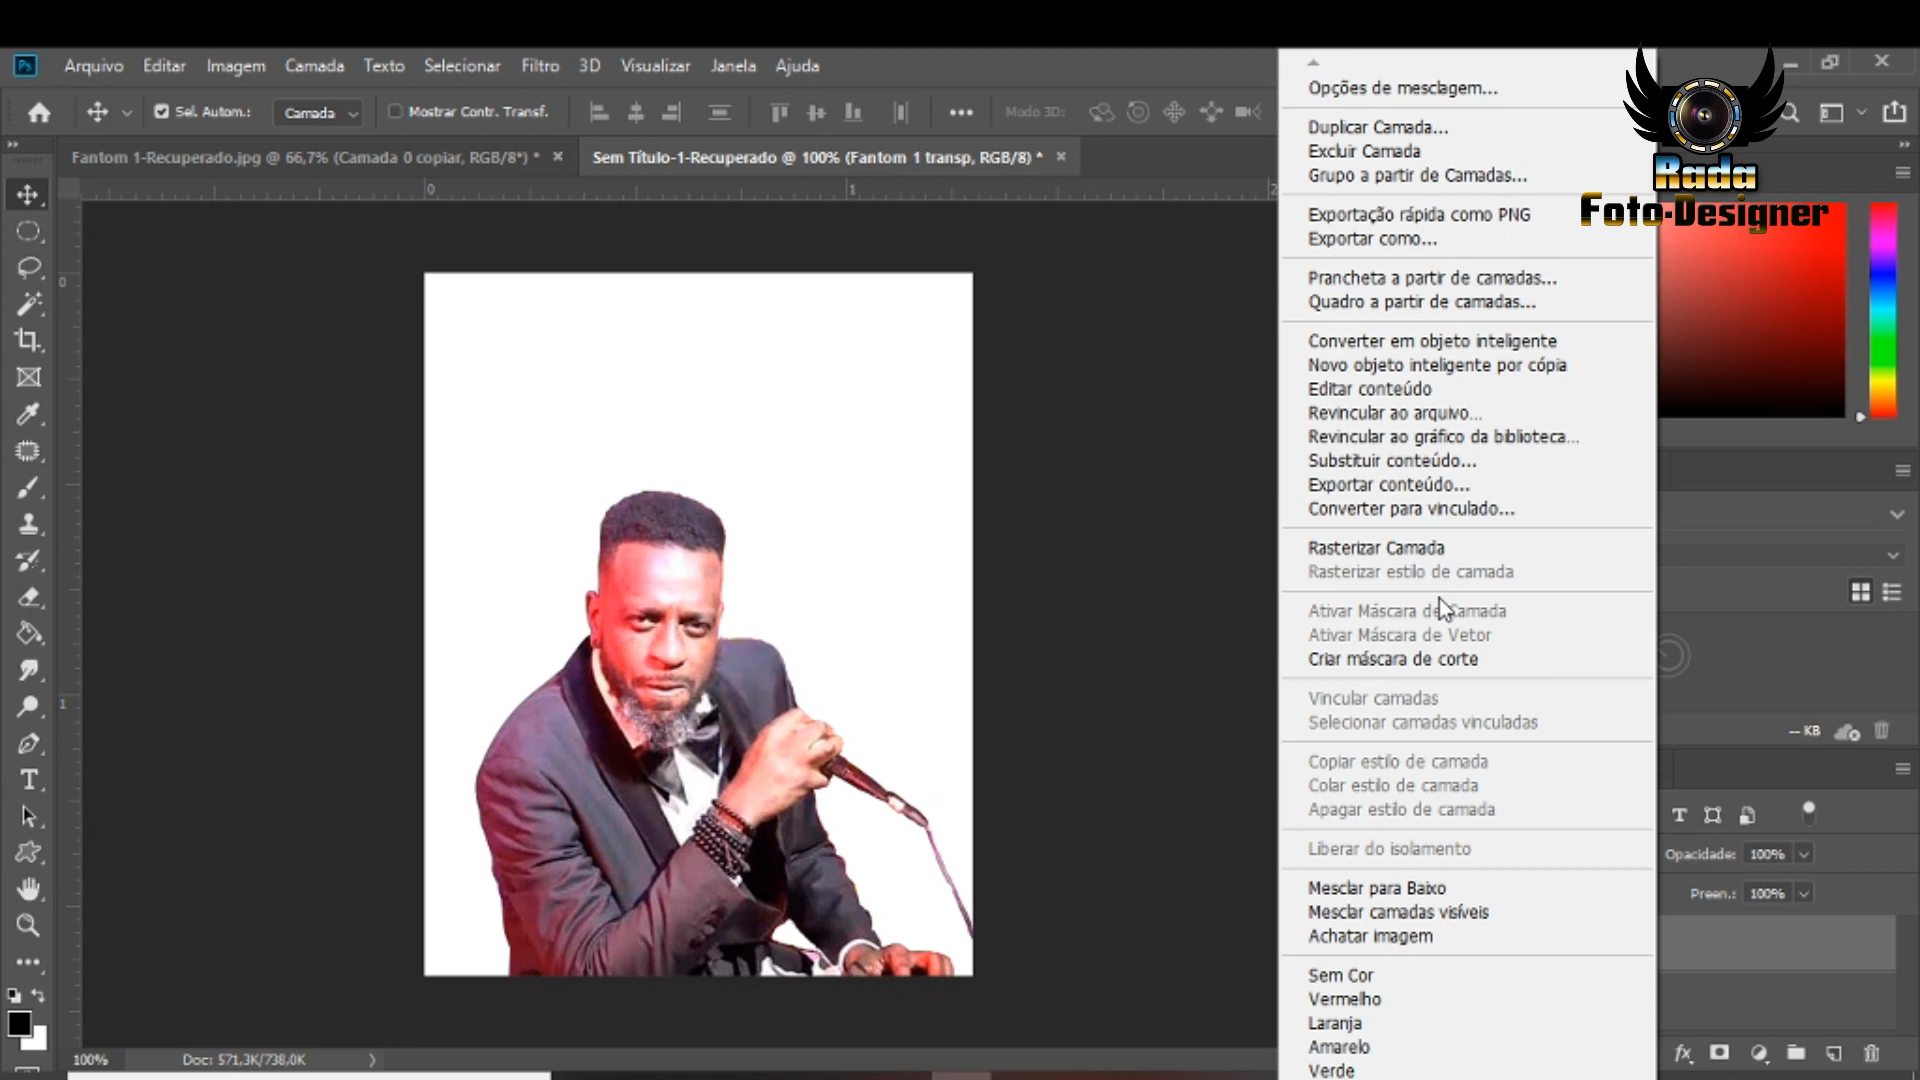 Ps Arquivo Editar Imagem Camada Texto Selecionar Filtro 3D Visualizar Janela Ajuda
Sel. Autom.: Camada Mostrar Contr. Transf. Modo 3D:
Fantom 1-Recuperado.jpg @ 66,7% (Camada 0 copiar, RGB/8*) * Sem Título-1-Recuperado @ 100% (Fantom 1 transp, RGB/8) *
0 1 2
0
1
Opções de mesclagem...
Duplicar Camada...
Excluir Camada
Grupo a partir de Camadas...
Exportação rápida como PNG
Exportar como...
Prancheta a partir de camadas...
Quadro a partir de camadas...
Converter em objeto inteligente
Novo objeto inteligente por cópia
Editar conteúdo
Revincular ao arquivo...
Revincular ao gráfico da biblioteca...
Substituir conteúdo...
Exportar conteúdo...
Converter para vinculado...
Rasterizar Camada
Rasterizar estilo de camada
Ativar Máscara de Camada
Ativar Máscara de Vetor
Criar máscara de corte
Vincular camadas
Selecionar camadas vinculadas
Copiar estilo de camada
Colar estilo de camada
Apagar estilo de camada
Liberar do isolamento
Mesclar para Baixo
Mesclar camadas visíveis
Achatar imagem
Sem Cor
Vermelho
Laranja
Amarelo
Verde
Rada
Foto-Designer
-- KB
Opacidade: 100%
Preen.: 100%
fx
100% Doc: 571,3K/738,0K